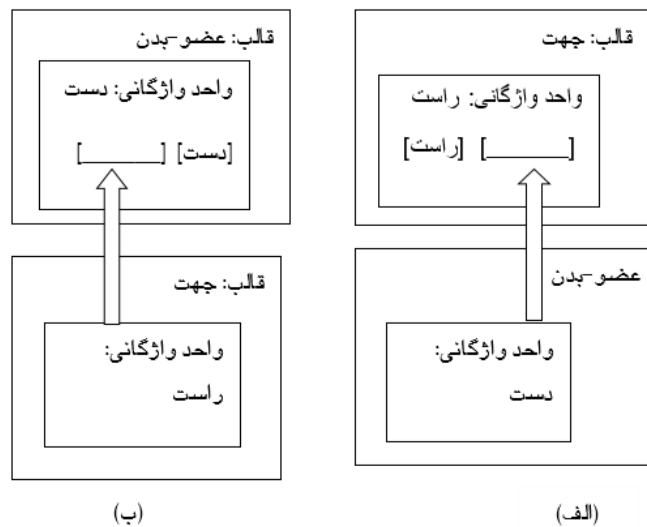 قالب: جهت
واحد واژگانی: راست
[______] [راست]
عضو-بدن
واحد واژگانی:
دست
(الف)
قالب: عضو-بدن
واحد واژگانی: دست
[دست] [______]
قالب: جهت
واحد واژگانی:
راست
(ب)